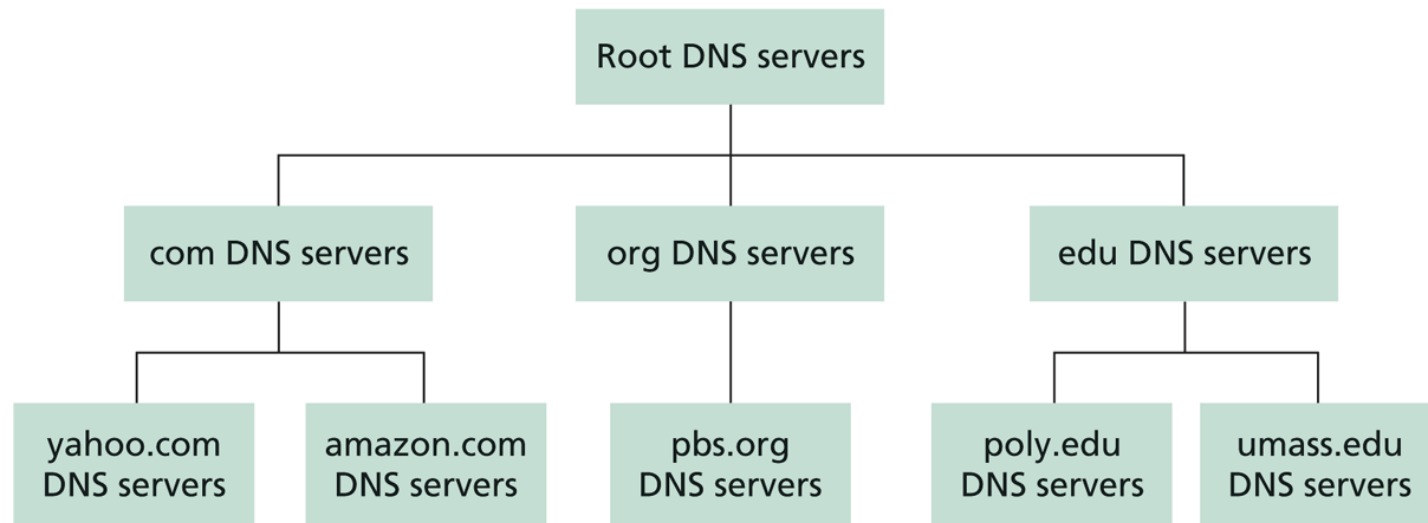 Root DNS servers
com DNS servers
org DNS servers
edu DNS servers
yahoo.com
DNS servers
amazon.com
DNS servers
pbs.org
DNS servers
poly.edu
DNS servers
umass.edu
DNS servers